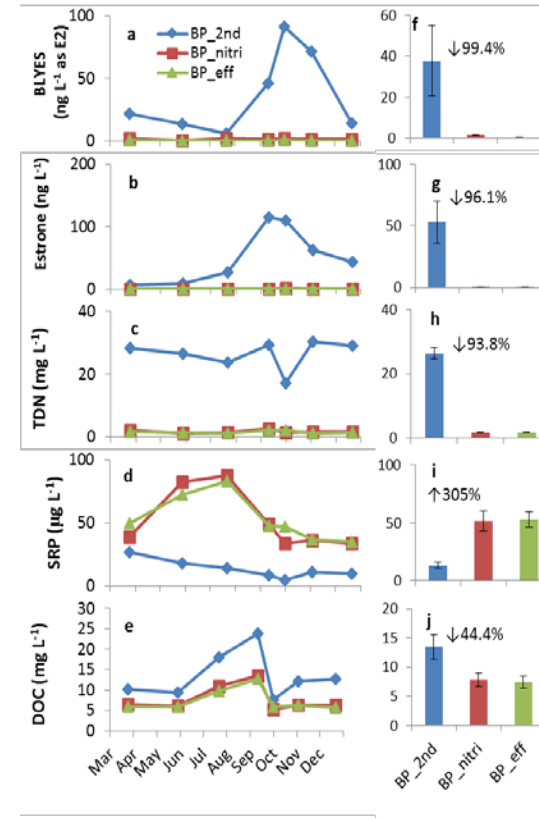 BLYES
(ng L⁻¹ as E2)
100
50
0
a
BP_2nd
BP_nitri
BP_eff
60
40
20
0
f
↓99.4%
Estrone (ng L⁻¹)
200
100
0
b
100
50
0
g
↓96.1%
TDN (mg L⁻¹)
40
20
0
c
40
20
0
h
↓93.8%
SRP (µg L⁻¹)
100
50
0
d
100
50
0
i
↑305%
DOC (mg L⁻¹)
30
25
20
15
10
5
0
e
20
15
10
5
0
j
↓44.4%
Mar Apr May Jun Jul Aug Sep Oct Nov Dec
BP_2nd BP_nitri BP_eff